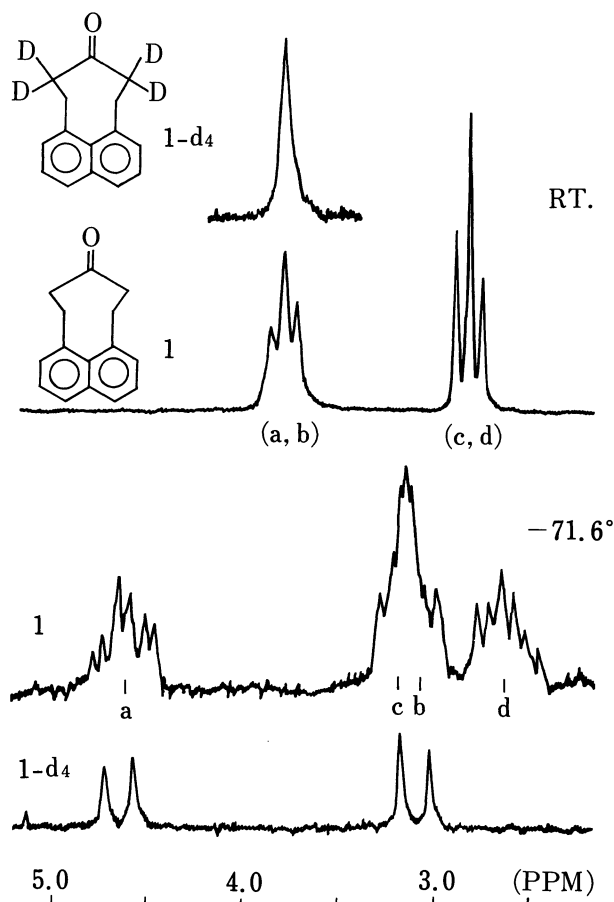 O
D D
D D
1-d₄
RT.
O
1
(a, b) (c, d)
−71.6°
1
a c b d
1-d₄
5.0 4.0 3.0 (PPM)